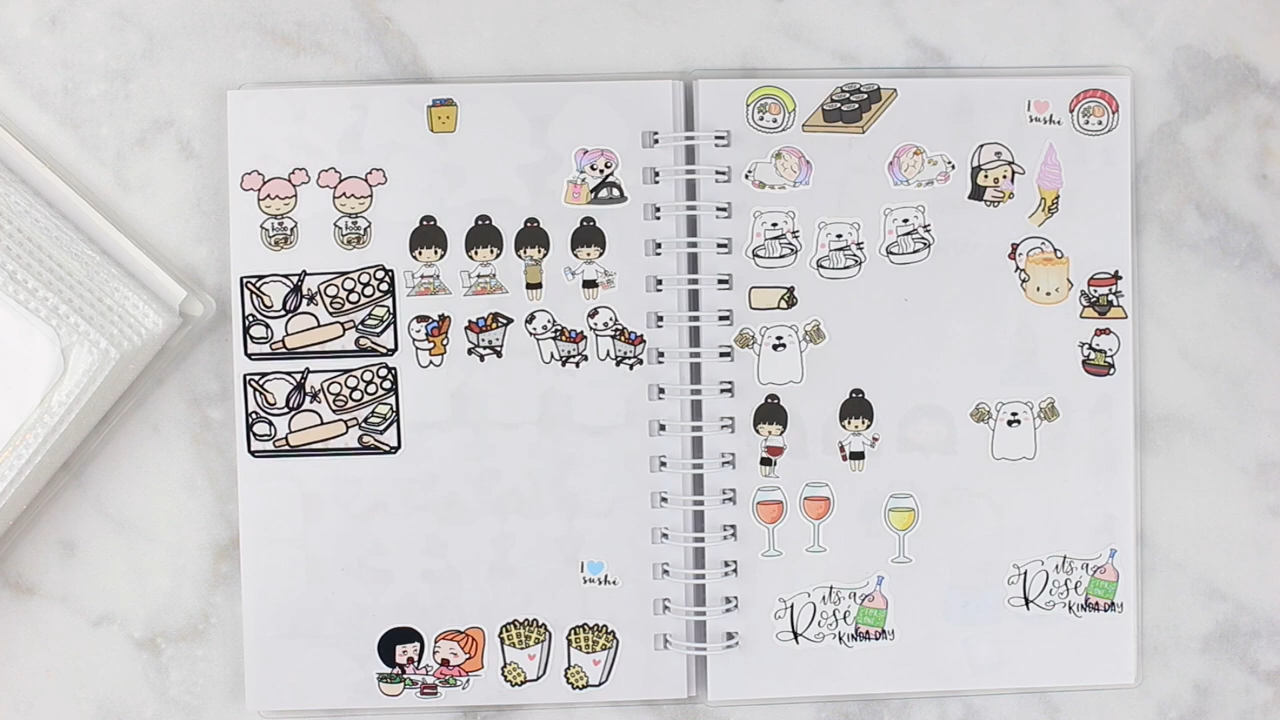 FOOD
FOOD
I
sushi
I
sushi
it's a
Rosé
KINDA DAY
it's a
Rosé
KINDA DAY